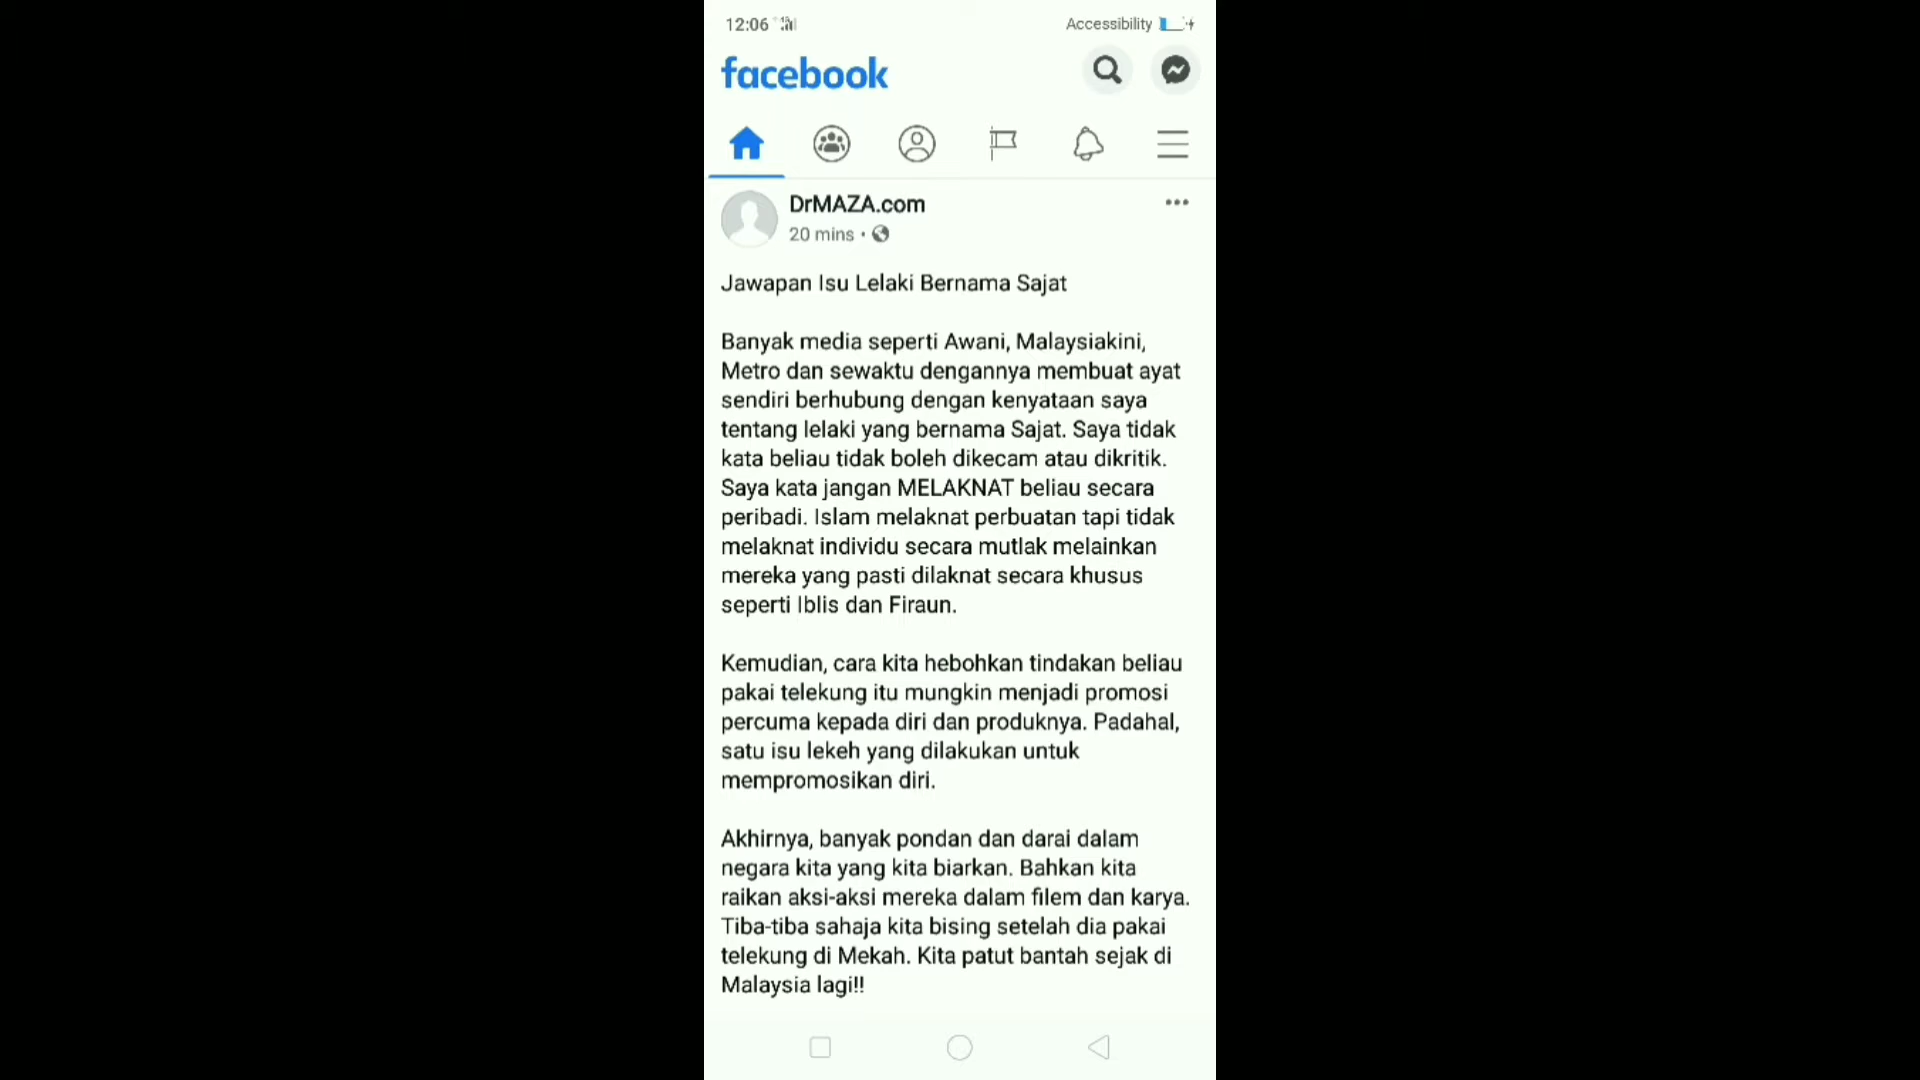 12:06
Accessibility
facebook
DrMAZA.com
20 mins •
Jawapan Isu Lelaki Bernama Sajat
Banyak media seperti Awani, Malaysiakini,
Metro dan sewaktu dengannya membuat ayat
sendiri berhubung dengan kenyataan saya
tentang lelaki yang bernama Sajat. Saya tidak
kata beliau tidak boleh dikecam atau dikritik.
Saya kata jangan MELAKNAT beliau secara
peribadi. Islam melaknat perbuatan tapi tidak
melaknat individu secara mutlak melainkan
mereka yang pasti dilaknat secara khusus
seperti Iblis dan Firaun.
Kemudian, cara kita hebohkan tindakan beliau
pakai telekung itu mungkin menjadi promosi
percuma kepada diri dan produknya. Padahal,
satu isu lekeh yang dilakukan untuk
mempromosikan diri.
Akhirnya, banyak pondan dan darai dalam
negara kita yang kita biarkan. Bahkan kita
raikan aksi-aksi mereka dalam filem dan karya.
Tiba-tiba sahaja kita bising setelah dia pakai
telekung di Mekah. Kita patut bantah sejak di
Malaysia lagi!!